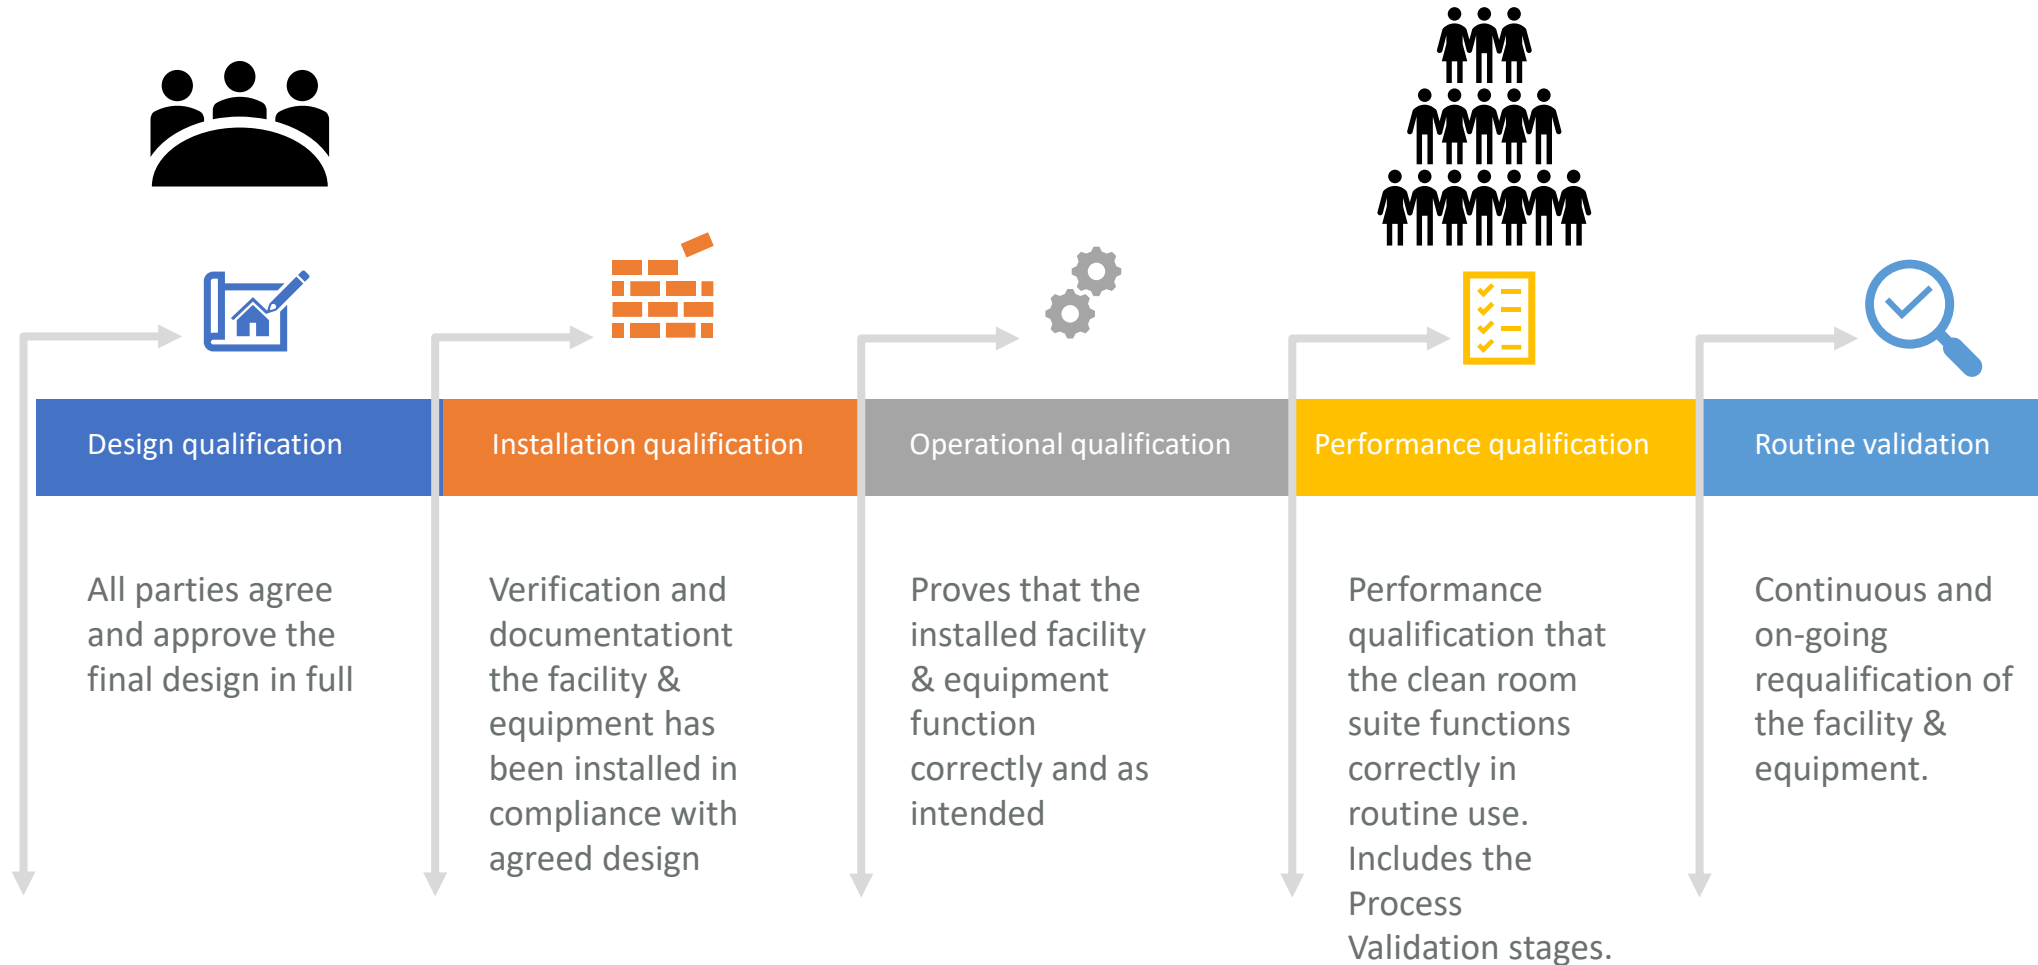 Design qualification
Installation qualification
Operational qualification
Performance qualification
Routine validation
All parties agree
and approve the
final design in full
Verification and
documentationt
the facility &
equipment has
been installed in
compliance with
agreed design
Proves that the
installed facility
& equipment
function
correctly and as
intended
Performance
qualification that
the clean room
suite functions
correctly in
routine use.
Includes the
Process
Validation stages.
Continuous and
on-going
requalification of
the facility &
equipment.